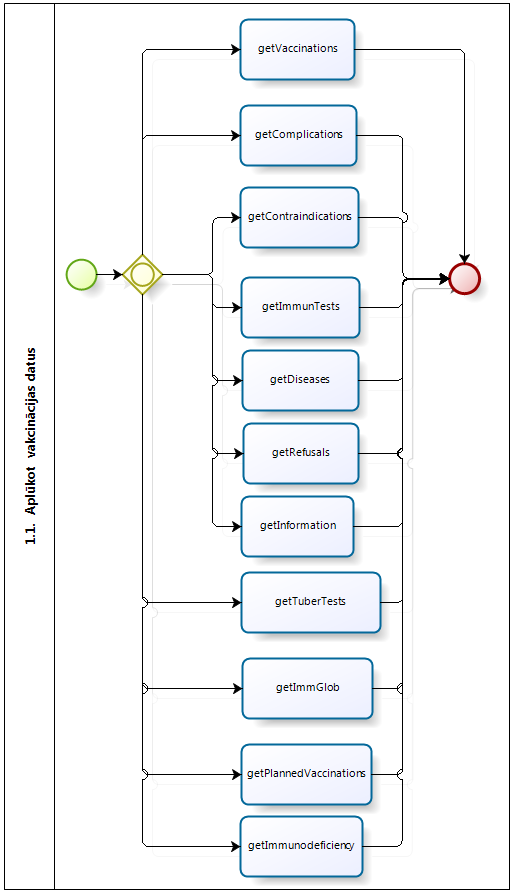 1.1. Aplūkot vakcinācijas datus
getVaccinations
getComplications
getContraindications
getImmunTests
getDiseases
getRefusals
getInformation
getTuberTests
getImmGlob
getPlannedVaccinations
getImmunodeficiency